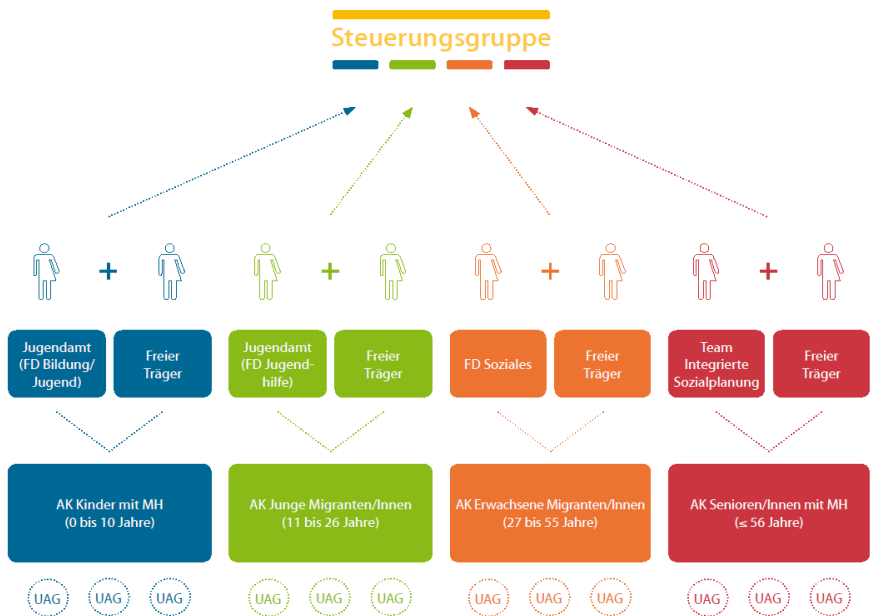 Steuerungsgruppe
Jugendamt
(FD Bildung/
Jugend)
Freier
Träger
Jugendamt
(FD Jugend-
hilfe)
Freier
Träger
FD Soziales
Freier
Träger
Team
Integrierte
Sozialplanung
Freier
Träger
AK Kinder mit MH
(0 bis 10 Jahre)
AK Junge Migranten/Innen
(11 bis 26 Jahre)
AK Erwachsene Migranten/Innen
(27 bis 55 Jahre)
AK Senioren/Innen mit MH
(≤ 56 Jahre)
UAG
UAG
UAG
UAG
UAG
UAG
UAG
UAG
UAG
UAG
UAG
UAG